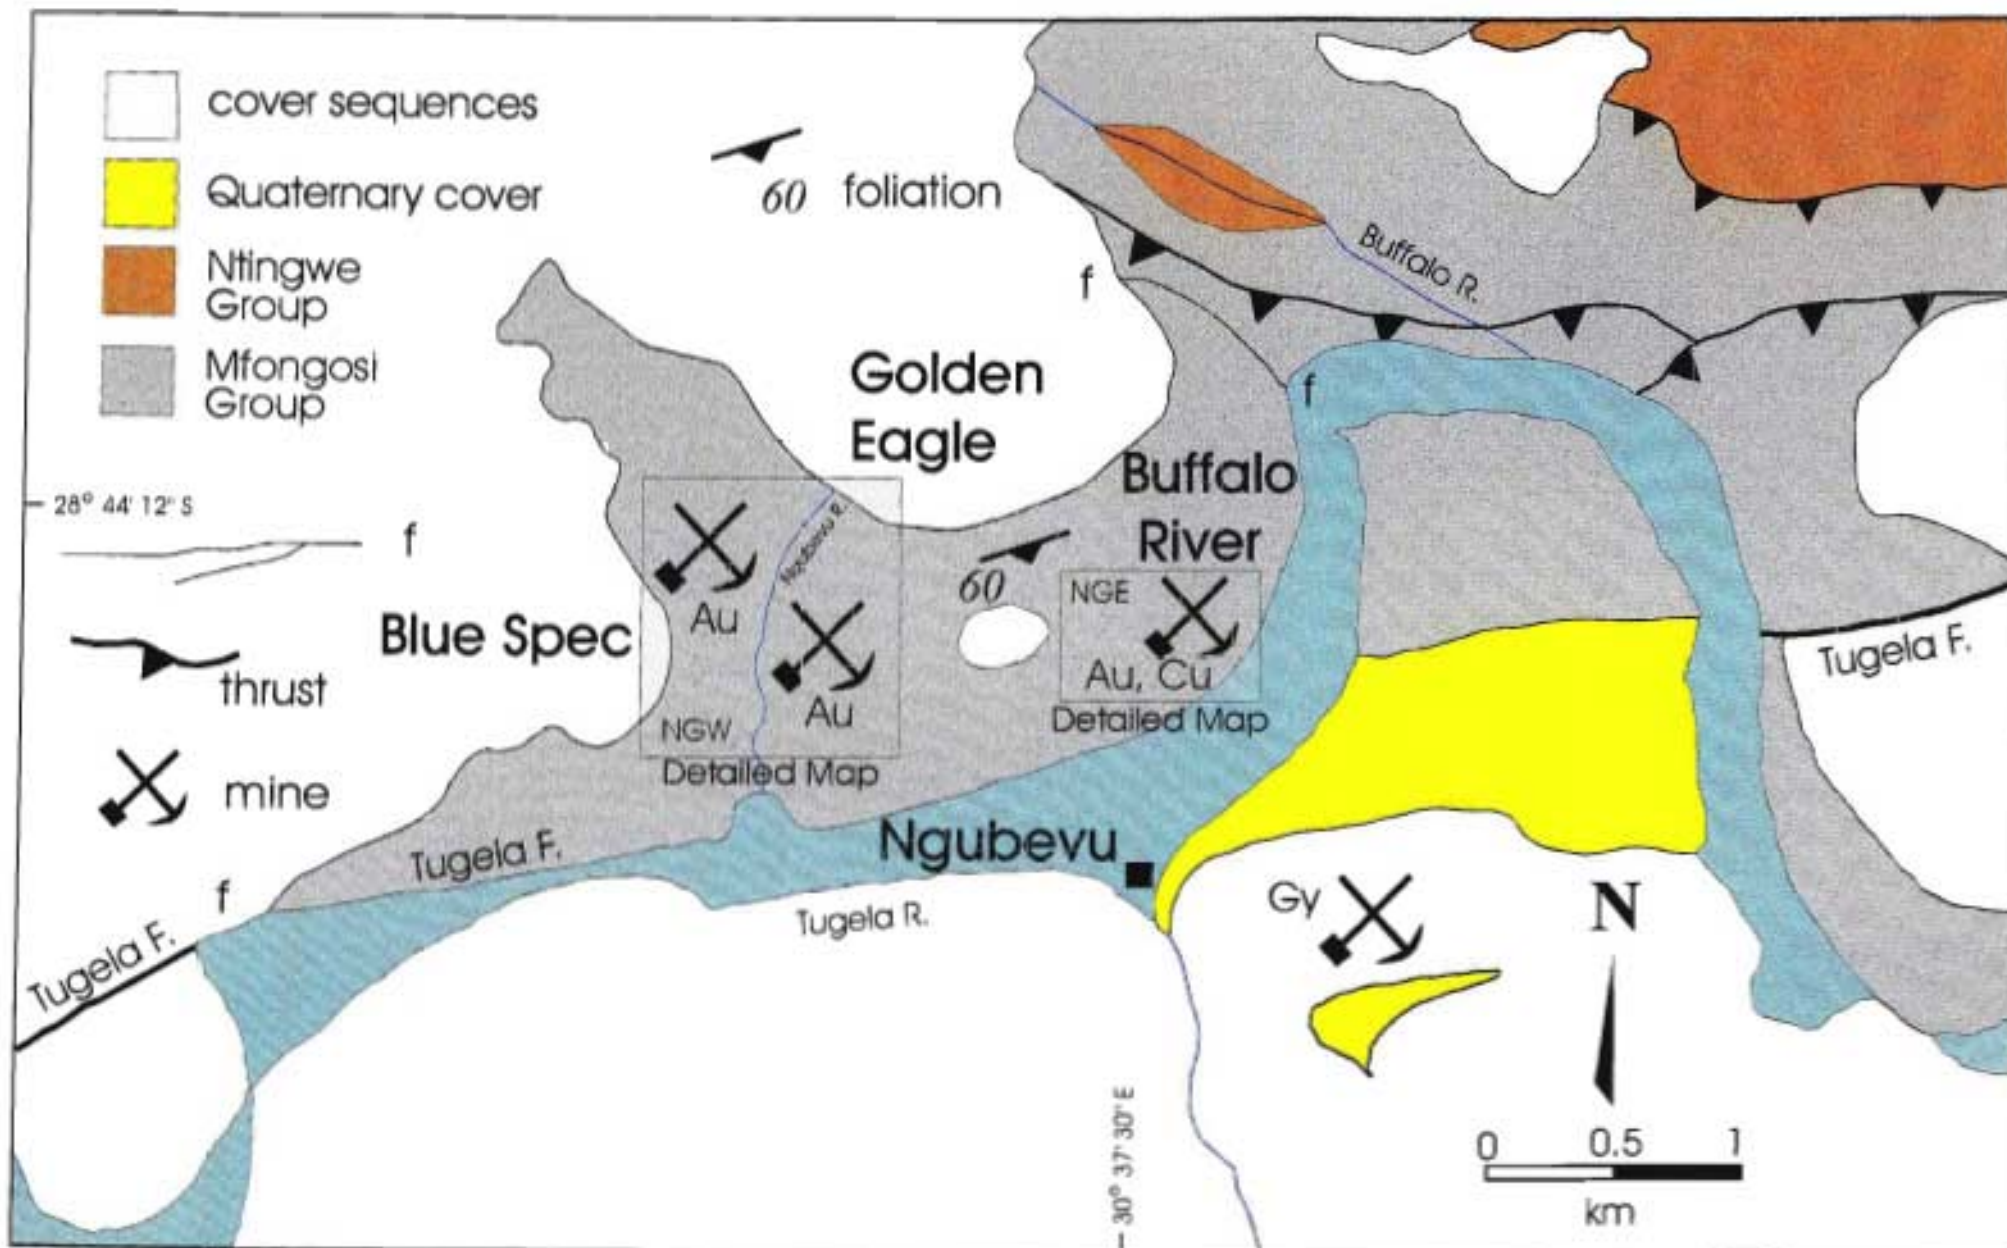 cover sequences
Quaternary cover
Ntingwe
Group
Mfongosi
Group
60 foliation
28° 44' 12" S
f
thrust
mine
f
Buffalo R.
f
Golden
Eagle
Buffalo
River
Ngubevu R.
60
Blue Spec
Au
Au
NGW
Detailed Map
NGE
Au, Cu
Detailed Map
Tugela F.
Tugela F.
f
Tugela F.
Ngubevu
Tugela R.
Gy
N
30° 37' 30" E
0 0.5 1
km
f